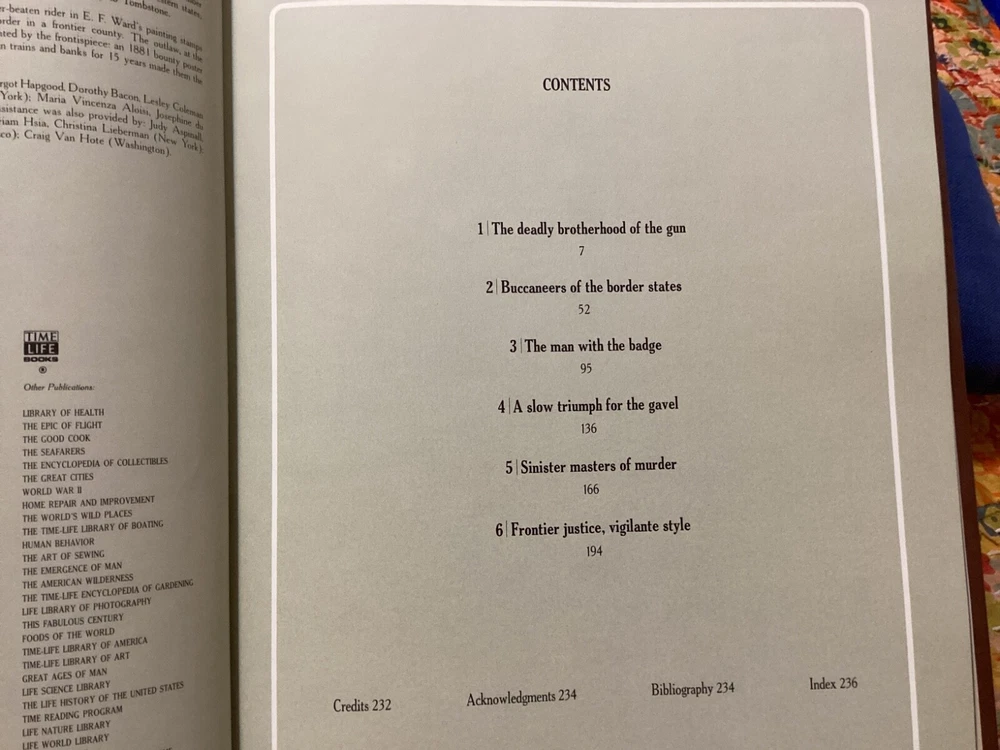 Tombstone.
er-beaten rider in E. F. Ward's painting stamps
order in a frontier county. The outlaw, at the
ated by the frontispiece: an 1881 bounty poster
n trains and banks for 15 years made them the
rgot Hapgood, Dorothy Bacon, Lesley Coleman
York); Maria Vincenza Aloisi, Josephine du
ssistance was also provided by: Judy Aspinall,
iam Hsia, Christina Lieberman (New York);
co); Craig Van Hote (Washington).
TIME
LIFE
BOOKS
®
Other Publications:
LIBRARY OF HEALTH
THE EPIC OF FLIGHT
THE GOOD COOK
THE SEAFARERS
THE ENCYCLOPEDIA OF COLLECTIBLES
THE GREAT CITIES
WORLD WAR II
HOME REPAIR AND IMPROVEMENT
THE WORLD'S WILD PLACES
THE TIME-LIFE LIBRARY OF BOATING
HUMAN BEHAVIOR
THE ART OF SEWING
THE EMERGENCE OF MAN
THE AMERICAN WILDERNESS
THE TIME-LIFE ENCYCLOPEDIA OF GARDENING
LIFE LIBRARY OF PHOTOGRAPHY
THIS FABULOUS CENTURY
FOODS OF THE WORLD
TIME-LIFE LIBRARY OF AMERICA
TIME-LIFE LIBRARY OF ART
GREAT AGES OF MAN
LIFE SCIENCE LIBRARY
THE LIFE HISTORY OF THE UNITED STATES
TIME READING PROGRAM
LIFE NATURE LIBRARY
LIFE WORLD LIBRARY
CONTENTS
1|The deadly brotherhood of the gun
7
2|Buccaneers of the border states
52
3|The man with the badge
95
4|A slow triumph for the gavel
136
5|Sinister masters of murder
166
6|Frontier justice, vigilante style
194
Credits 232 Acknowledgments 234 Bibliography 234 Index 236